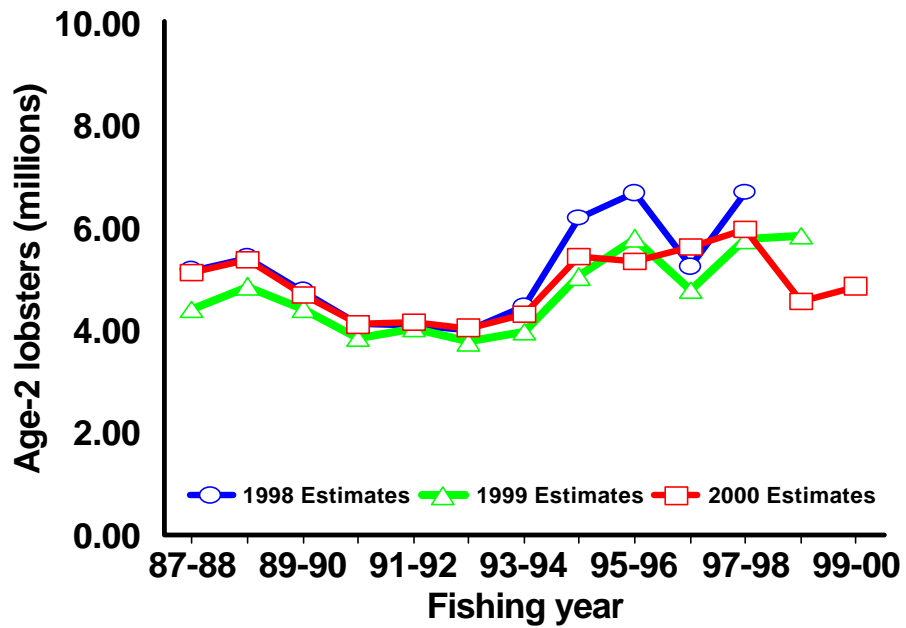 10.00
8.00
6.00
4.00
2.00
0.00
Age-2 lobsters (millions)
1998 Estimates 1999 Estimates 2000 Estimates
87-88 89-90 91-92 93-94 95-96 97-98 99-00
Fishing year